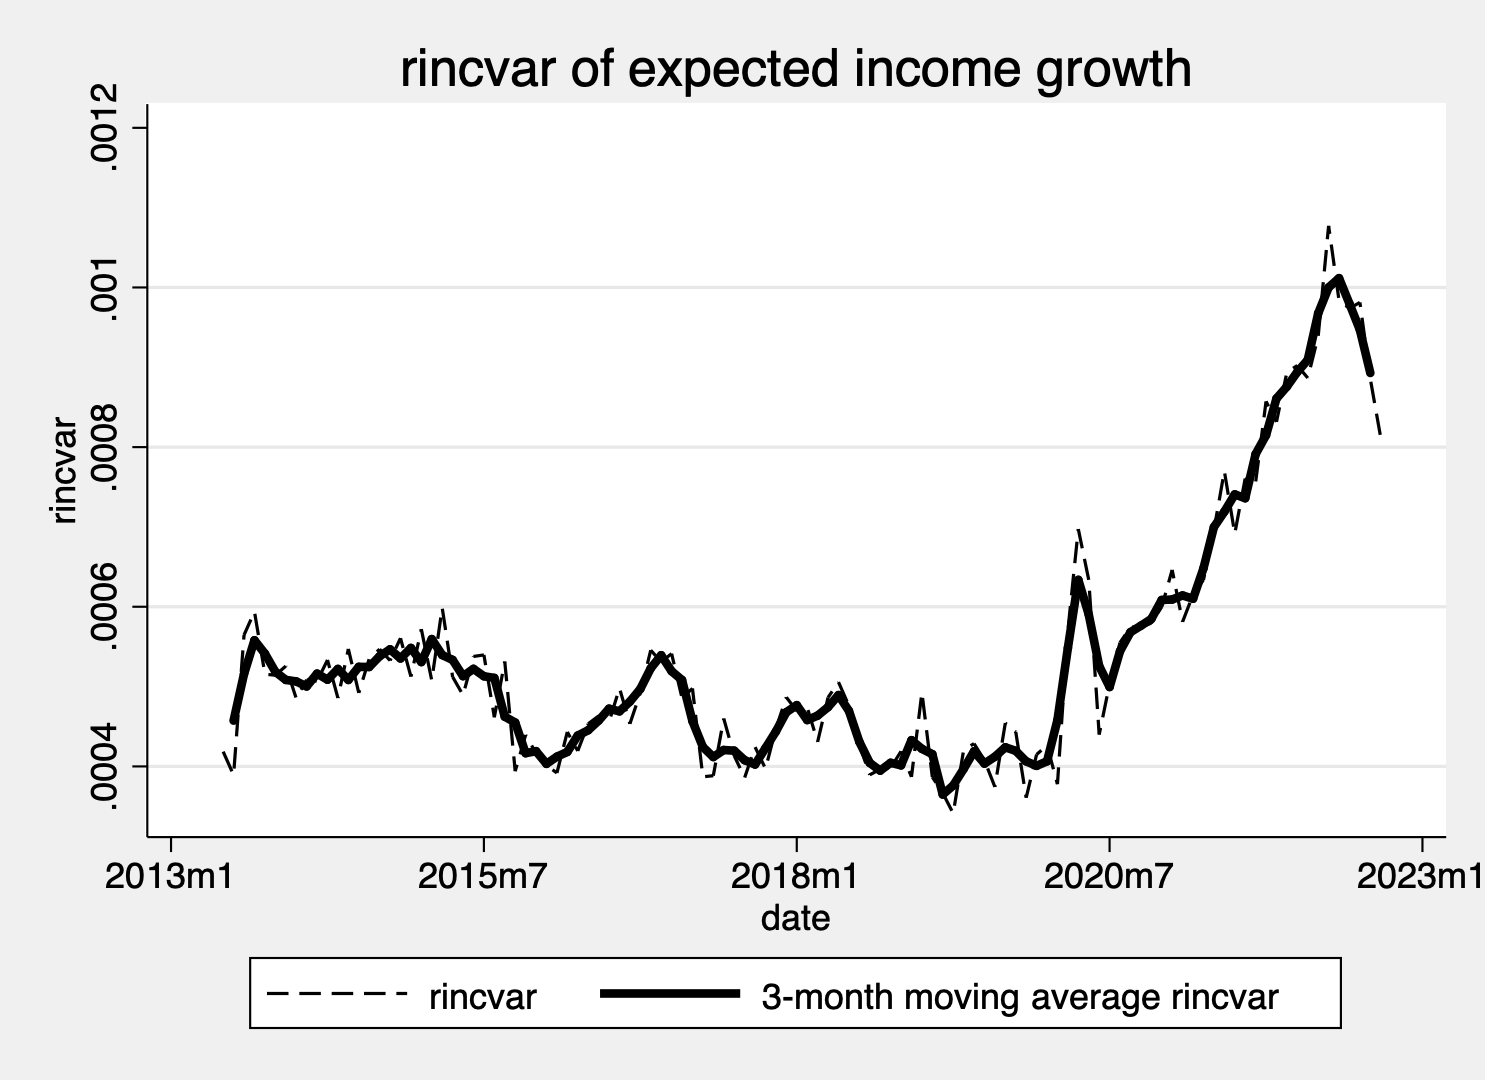 rincvar of expected income growth
rincvar
.0012
.001
.0008
.0006
.0004
2013m1 2015m7 2018m1 2020m7 2023m1
date
rincvar 3-month moving average rincvar